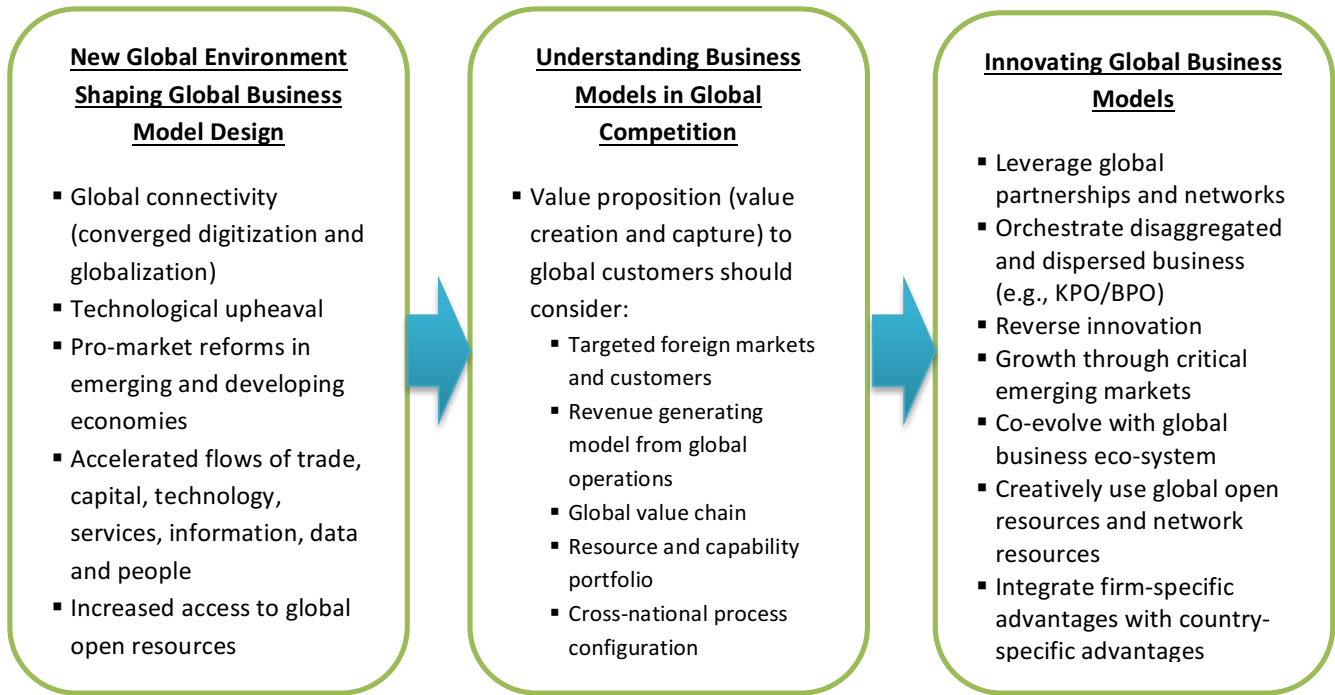 New Global Environment
Shaping Global Business
Model Design
▪ Global connectivity
(converged digitization and
globalization)
▪ Technological upheaval
▪ Pro-market reforms in
emerging and developing
economies
▪ Accelerated flows of trade,
capital, technology,
services, information, data
and people
▪ Increased access to global
open resources
Understanding Business
Models in Global
Competition
▪ Value proposition (value
creation and capture) to
global customers should
consider:
▪ Targeted foreign markets
and customers
▪ Revenue generating
model from global
operations
▪ Global value chain
▪ Resource and capability
portfolio
▪ Cross-national process
configuration
Innovating Global Business
Models
▪ Leverage global
partnerships and networks
▪ Orchestrate disaggregated
and dispersed business
(e.g., KPO/BPO)
▪ Reverse innovation
▪ Growth through critical
emerging markets
▪ Co-evolve with global
business eco-system
▪ Creatively use global open
resources and network
resources
▪ Integrate firm-specific
advantages with country-
specific advantages